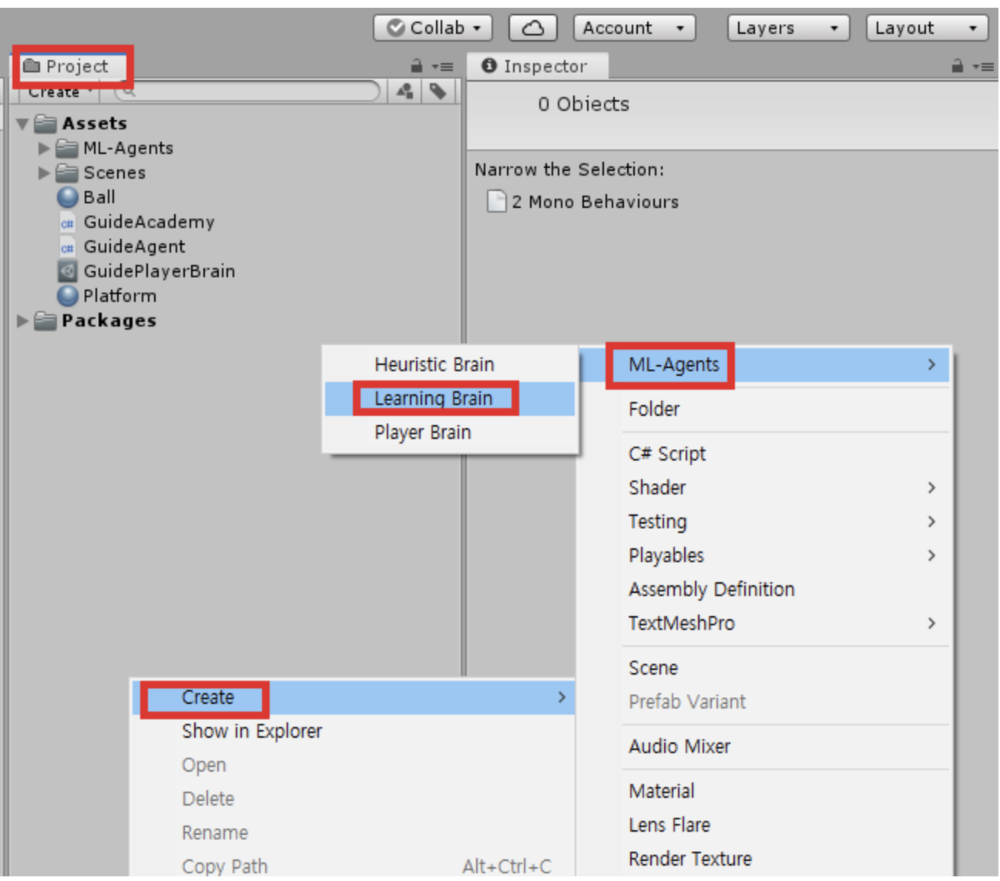 Collab
Account
Layers
Layout
Project
Inspector
Create
0 Objects
Assets
ML-Agents
Scenes
Ball
GuideAcademy
GuideAgent
GuidePlayerBrain
Platform
Packages
Narrow the Selection:
2 Mono Behaviours
Heuristic Brain
Learning Brain
Player Brain
ML-Agents
Folder
C# Script
Shader
Testing
Playables
Assembly Definition
TextMeshPro
Scene
Prefab Variant
Audio Mixer
Material
Lens Flare
Render Texture
Create
Show in Explorer
Open
Delete
Rename
Copy Path Alt+Ctrl+C